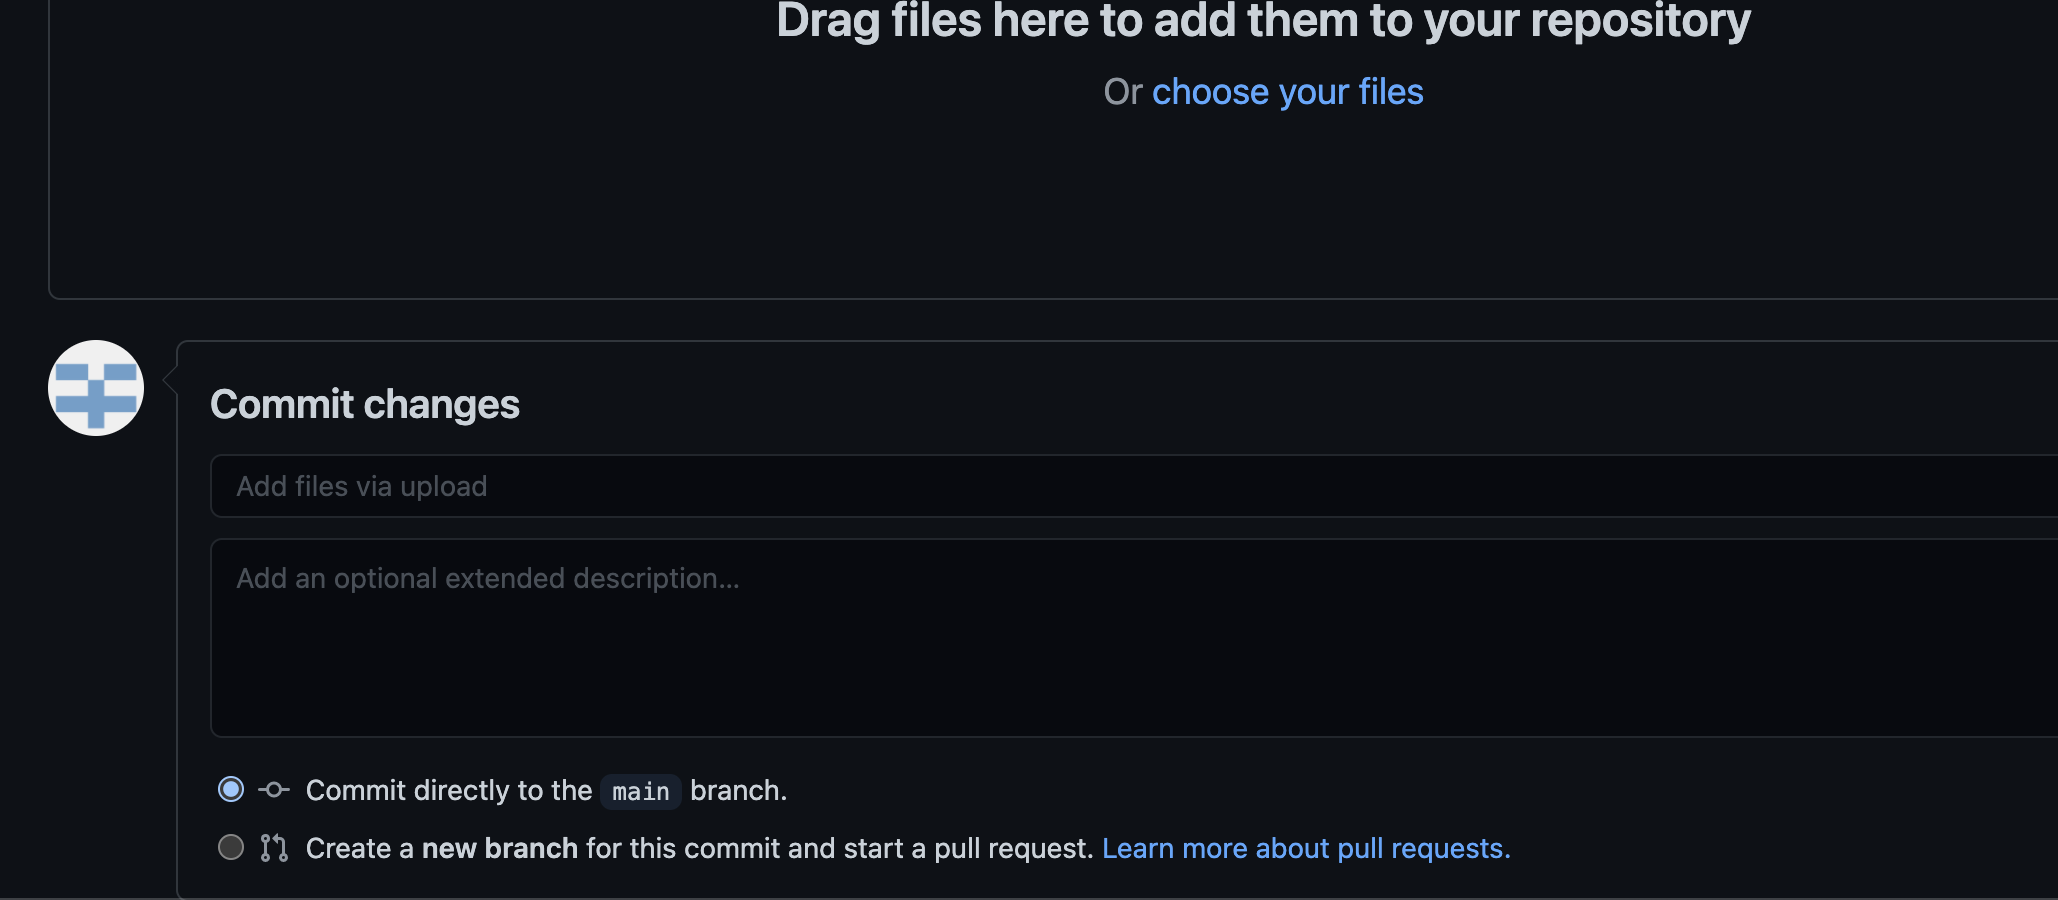 Drag files here to add them to your repository
Or choose your files
Commit changes
Add files via upload
Add an optional extended description...
Commit directly to the main branch.
Create a new branch for this commit and start a pull request. Learn more about pull requests.